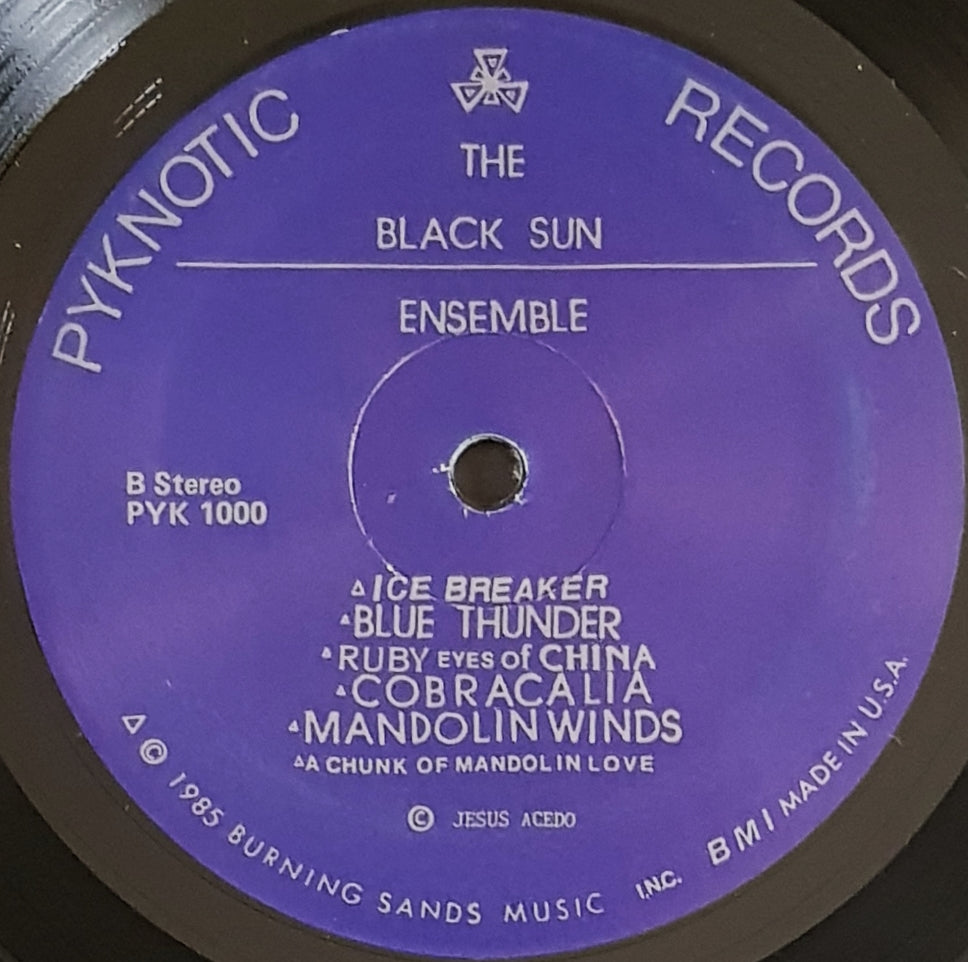 PYKNOTIC RECORDS
THE
BLACK SUN
ENSEMBLE
B Stereo
PYK 1000
ICE BREAKER
BLUE THUNDER
RUBY EYES of CHINA
COBRACALIA
MANDOLIN WINDS
A CHUNK OF MANDOLIN LOVE
© JESUS ACEDO
© 1985 BURNING SANDS MUSIC INC. BMI MADE IN U.S.A.